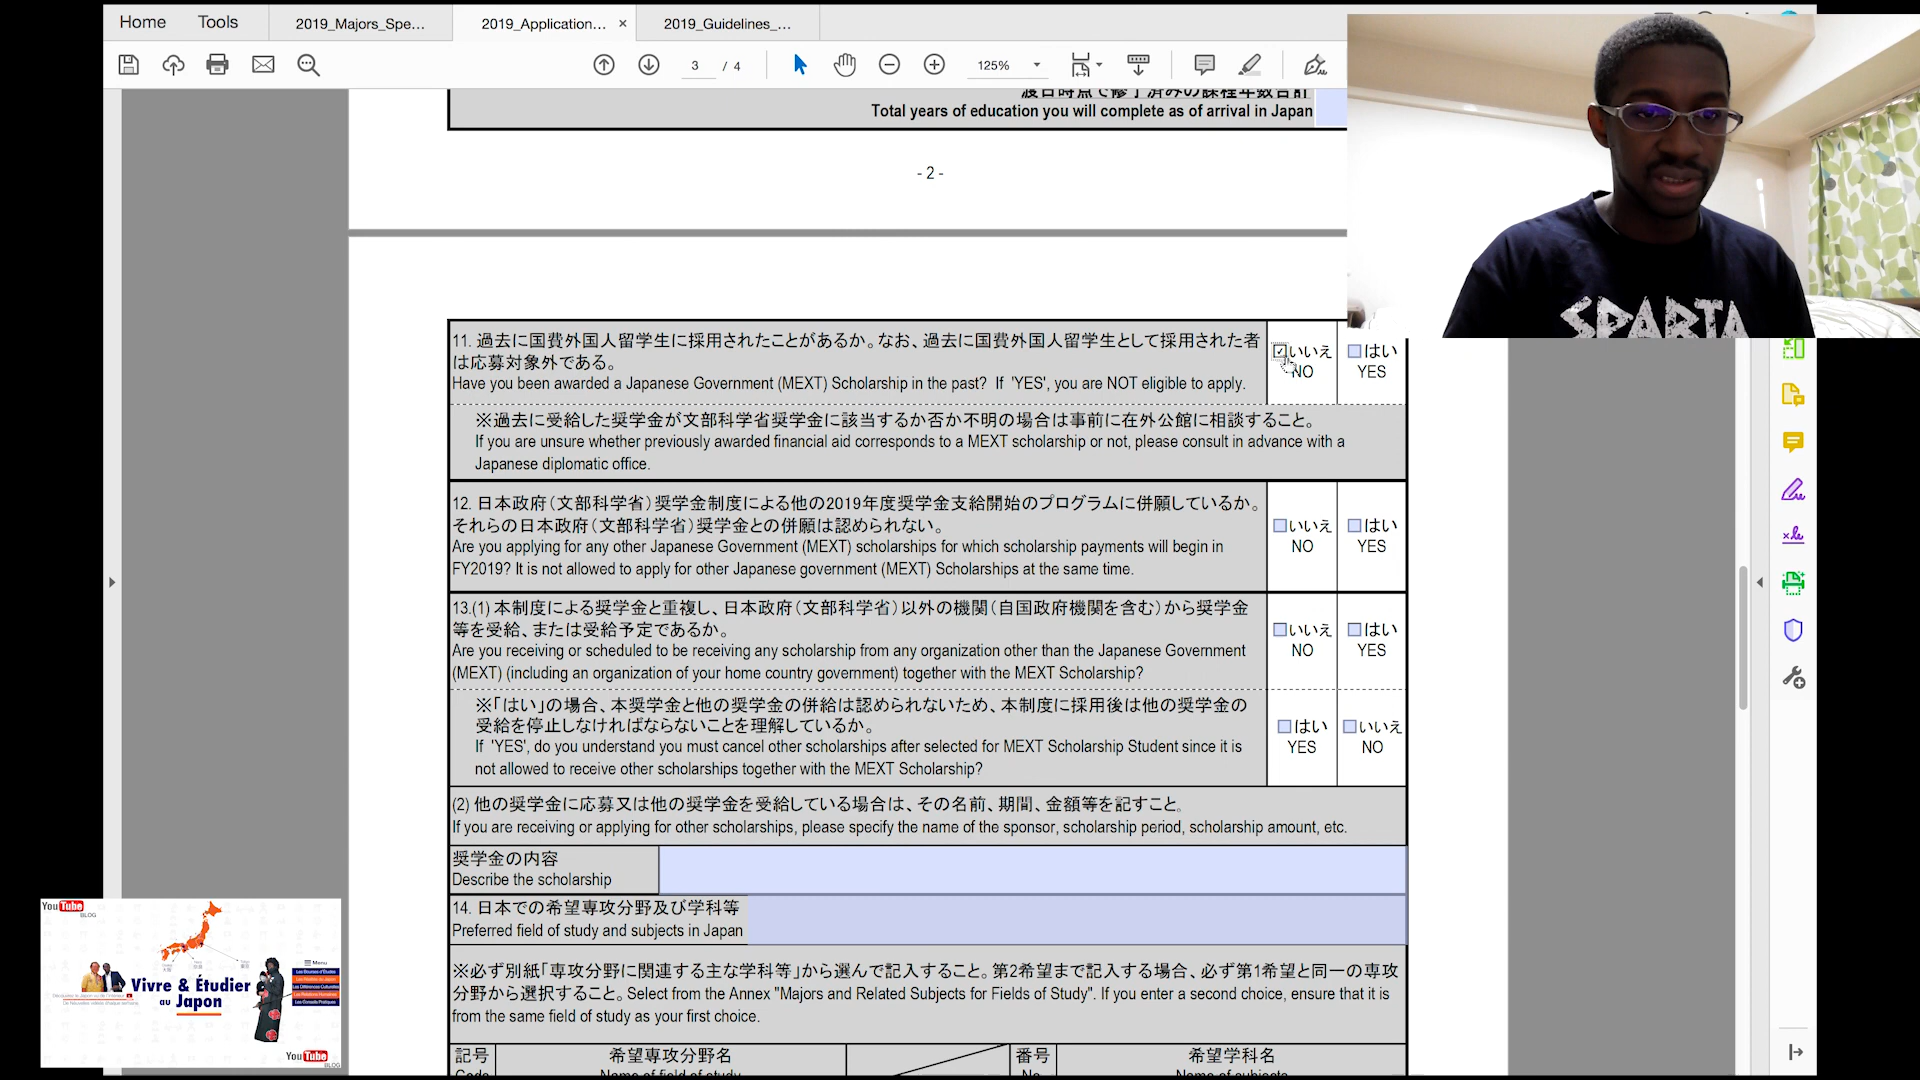 Home
Tools
2019_Majors_Spe...
2019_Application...
×
2019_Guidelines_...
3 / 4
125%
渡日時点で修了済みの課程年数合計
Total years of education you will complete as of arrival in Japan
- 2 -
11. 過去に国費外国人留学生に採用されたことがあるか。なお、過去に国費外国人留学生として採用された者
は応募対象外である。
Have you been awarded a Japanese Government (MEXT) Scholarship in the past? If 'YES', you are NOT eligible to apply.
いいえ
NO
はい
YES
※過去に受給した奨学金が文部科学省奨学金に該当するか否か不明の場合は事前に在外公館に相談すること。
If you are unsure whether previously awarded financial aid corresponds to a MEXT scholarship or not, please consult in advance with a
Japanese diplomatic office.
12. 日本政府（文部科学省）奨学金制度による他の2019年度奨学金支給開始のプログラムに併願しているか。
それらの日本政府（文部科学省）奨学金との併願は認められない。
Are you applying for any other Japanese Government (MEXT) scholarships for which scholarship payments will begin in
FY2019? It is not allowed to apply for other Japanese government (MEXT) Scholarships at the same time.
いいえ
NO
はい
YES
13.(1) 本制度による奨学金と重複し、日本政府（文部科学省）以外の機関（自国政府機関を含む）から奨学金
等を受給、または受給予定であるか。
Are you receiving or scheduled to be receiving any scholarship from any organization other than the Japanese Government
(MEXT) (including an organization of your home country government) together with the MEXT Scholarship?
いいえ
NO
はい
YES
※「はい」の場合、本奨学金と他の奨学金の併給は認められないため、本制度に採用後は他の奨学金の
受給を停止しなければならないことを理解しているか。
If 'YES', do you understand you must cancel other scholarships after selected for MEXT Scholarship Student since it is
not allowed to receive other scholarships together with the MEXT Scholarship?
はい
YES
いいえ
NO
(2) 他の奨学金に応募又は他の奨学金を受給している場合は、その名前、期間、金額等を記すこと。
If you are receiving or applying for other scholarships, please specify the name of the sponsor, scholarship period, scholarship amount, etc.
奨学金の内容
Describe the scholarship
14. 日本での希望専攻分野及び学科等
Preferred field of study and subjects in Japan
※必ず別紙「専攻分野に関連する主な学科等」から選んで記入すること。第2希望まで記入する場合、必ず第1希望と同一の専攻
分野から選択すること。Select from the Annex "Majors and Related Subjects for Fields of Study". If you enter a second choice, ensure that it is
from the same field of study as your first choice.
記号
Code
希望専攻分野名
Name of field of study
番号
No.
希望学科名
Name of subjects
SPARTA
YouTube
BLOG
Vivre & Étudier
au Japon
Menu
YouTube
BLOG